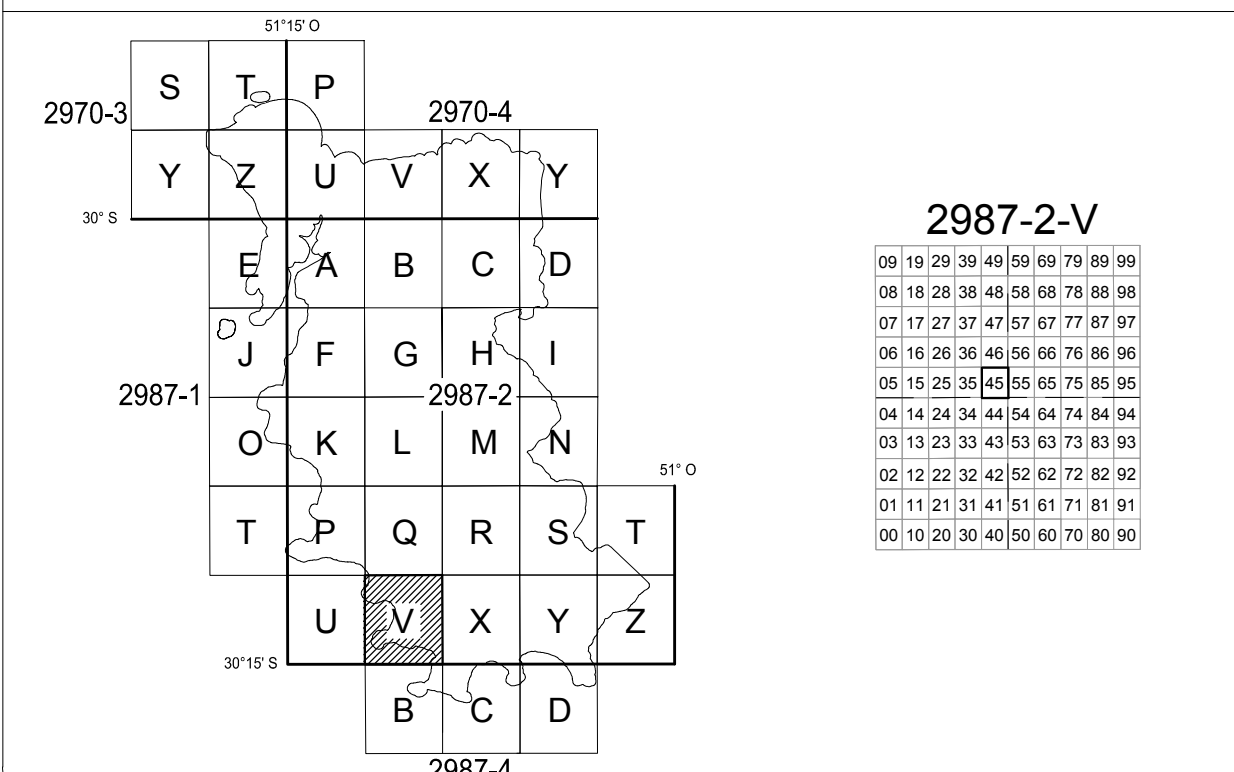 51°15' O
S T P
2970-3
2970-4
Y Z U V X Y
30° S
E A B C D
J F G H I
2987-1
2987-2
O K L M N
51° O
T P Q R S T
U V X Y Z
30°15' S
B C D
2987-4
2987-2-V
09 19 29 39 49 59 69 79 89 99
08 18 28 38 48 58 68 78 88 98
07 17 27 37 47 57 67 77 87 97
06 16 26 36 46 56 66 76 86 96
05 15 25 35 45 55 65 75 85 95
04 14 24 34 44 54 64 74 84 94
03 13 23 33 43 53 63 73 83 93
02 12 22 32 42 52 62 72 82 92
01 11 21 31 41 51 61 71 81 91
00 10 20 30 40 50 60 70 80 90